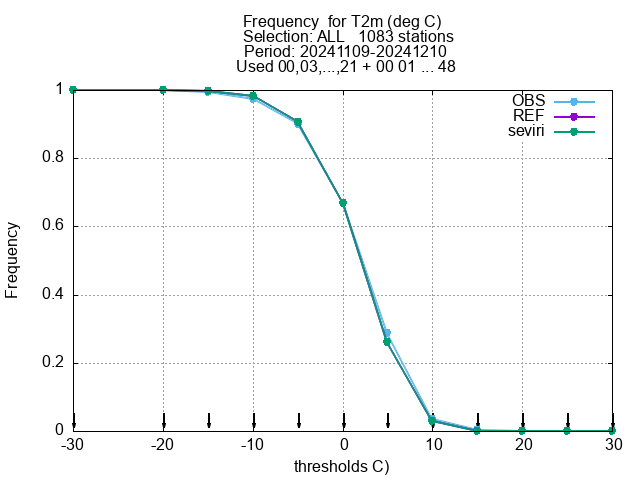 Frequency  for T2m (deg C)
Selection: ALL   1083 stations
Period: 20241109-20241210
Used 00,03,...,21 + 00 01 ... 48
OBS
REF
seviri
1
0.8
0.6
0.4
0.2
0
Frequency
-30 -20 -10 0 10 20 30
thresholds C)